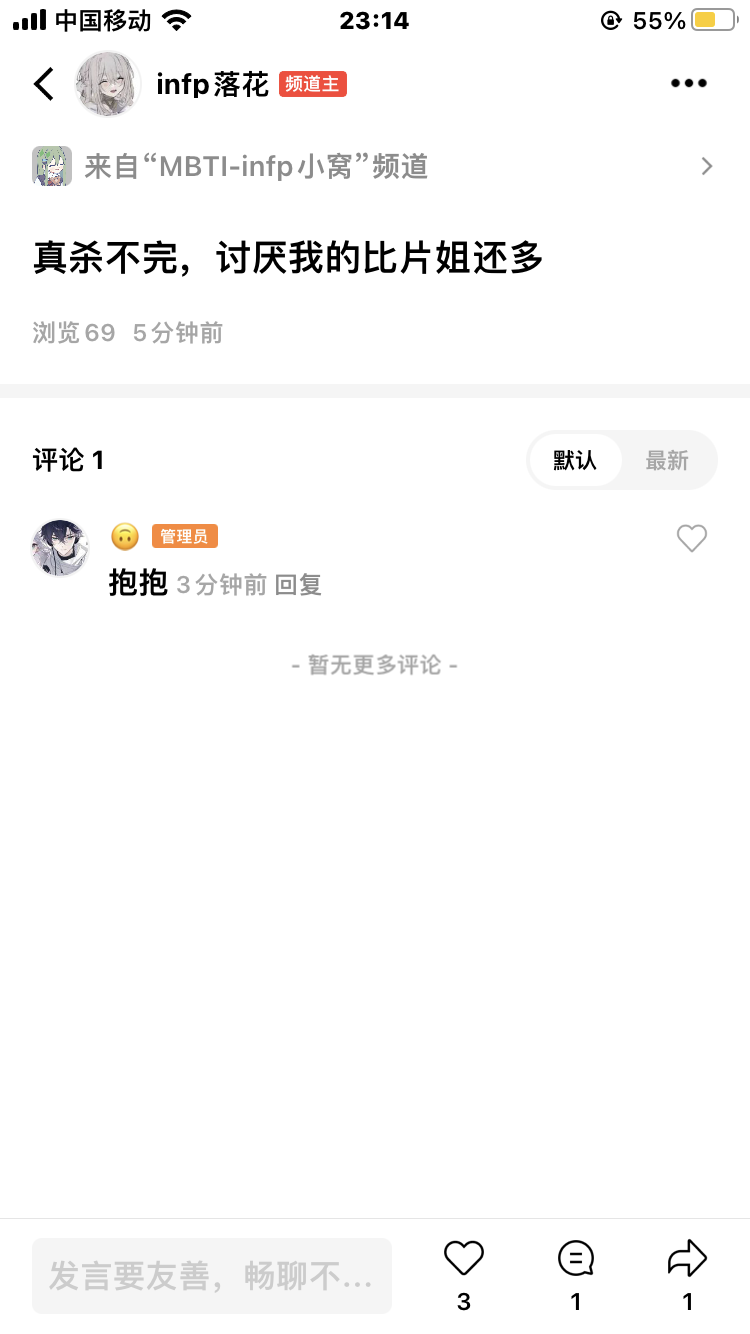 中国移动 23:14 55%
infp落花 频道主
来自“MBTI-infp小窝”频道
真杀不完，讨厌我的比片姐还多
浏览69 5分钟前
评论 1
默认 最新
🙃 管理员
抱抱 3分钟前 回复
- 暂无更多评论 -
发言要友善，畅聊不...
3 1 1